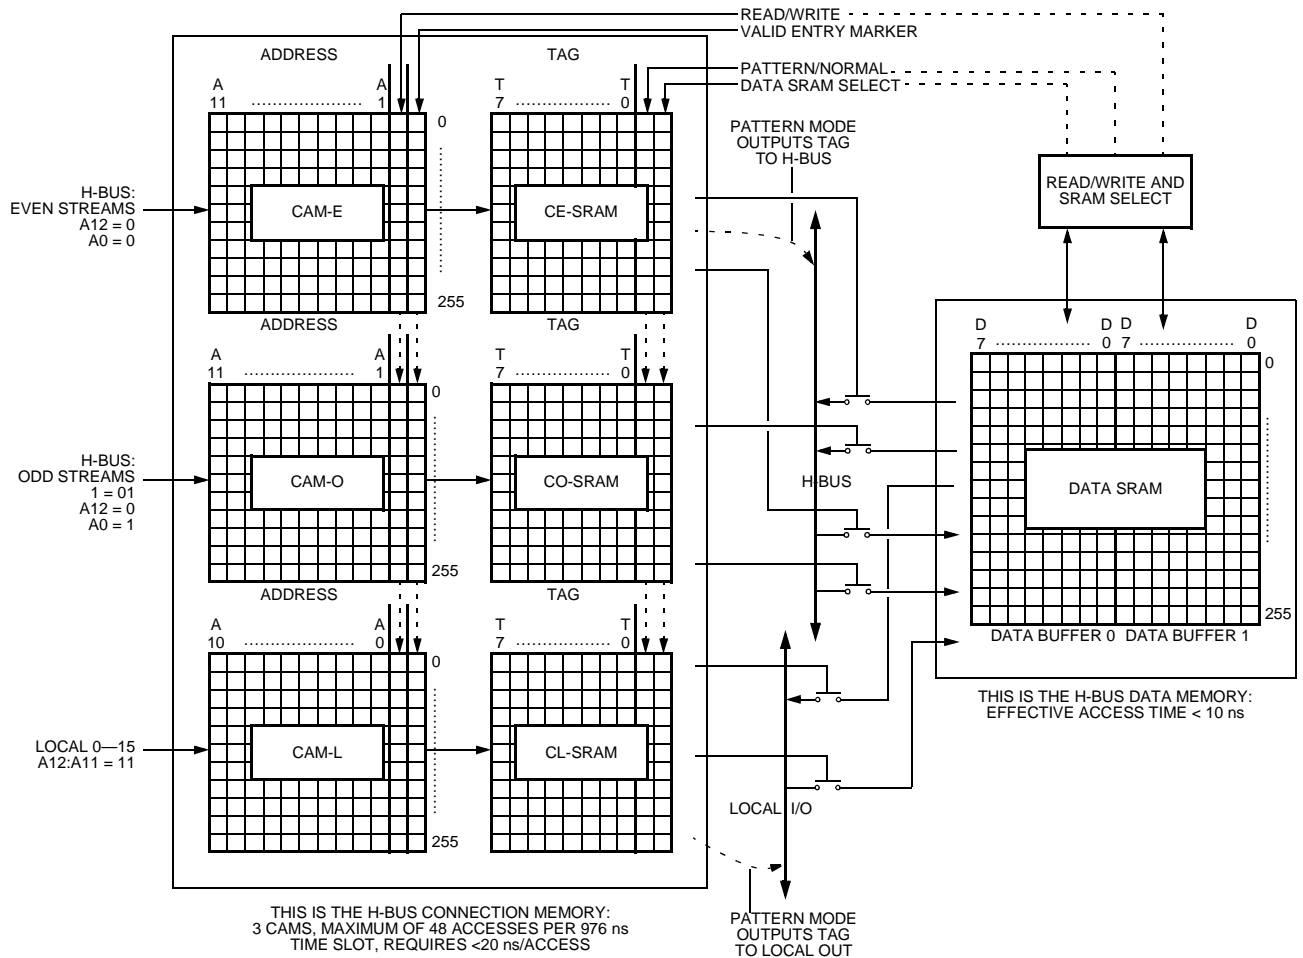 READ/WRITE
VALID ENTRY MARKER
ADDRESS
TAG
PATTERN/NORMAL
DATA SRAM SELECT
A
11
A
1
T
7
T
0
0
PATTERN MODE
OUTPUTS TAG
TO H-BUS
H-BUS:
EVEN STREAMS
A12 = 0
A0 = 0
CAM-E
CE-SRAM
READ/WRITE AND
SRAM SELECT
255
ADDRESS
TAG
A
11
A
1
T
7
T
0
0
D
7
D
0
D
7
D
0
0
H-BUS:
ODD STREAMS
1 = 01
A12 = 0
A0 = 1
CAM-O
CO-SRAM
H-BUS
DATA SRAM
255
255
DATA BUFFER 0
DATA BUFFER 1
ADDRESS
TAG
A
10
A
0
T
7
T
0
0
THIS IS THE H-BUS DATA MEMORY:
EFFECTIVE ACCESS TIME < 10 ns
LOCAL 0—15
A12:A11 = 11
CAM-L
CL-SRAM
LOCAL I/O
255
THIS IS THE H-BUS CONNECTION MEMORY:
3 CAMS, MAXIMUM OF 48 ACCESSES PER 976 ns
TIME SLOT, REQUIRES <20 ns/ACCESS
PATTERN MODE
OUTPUTS TAG
TO LOCAL OUT